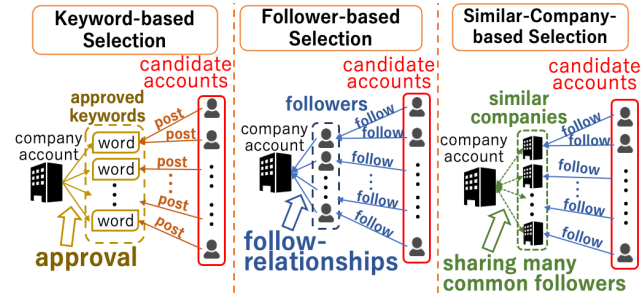 Keyword-based
Selection
candidate
accounts
approved
keywords
company
account
word
word
word
post
post
post
post
post
approval
Follower-based
Selection
candidate
accounts
followers
company
account
follow
follow
follow
follow
follow
follow-
relationships
Similar-Company-
based Selection
candidate
accounts
similar
companies
company
account
follow
follow
follow
follow
follow
sharing many
common followers